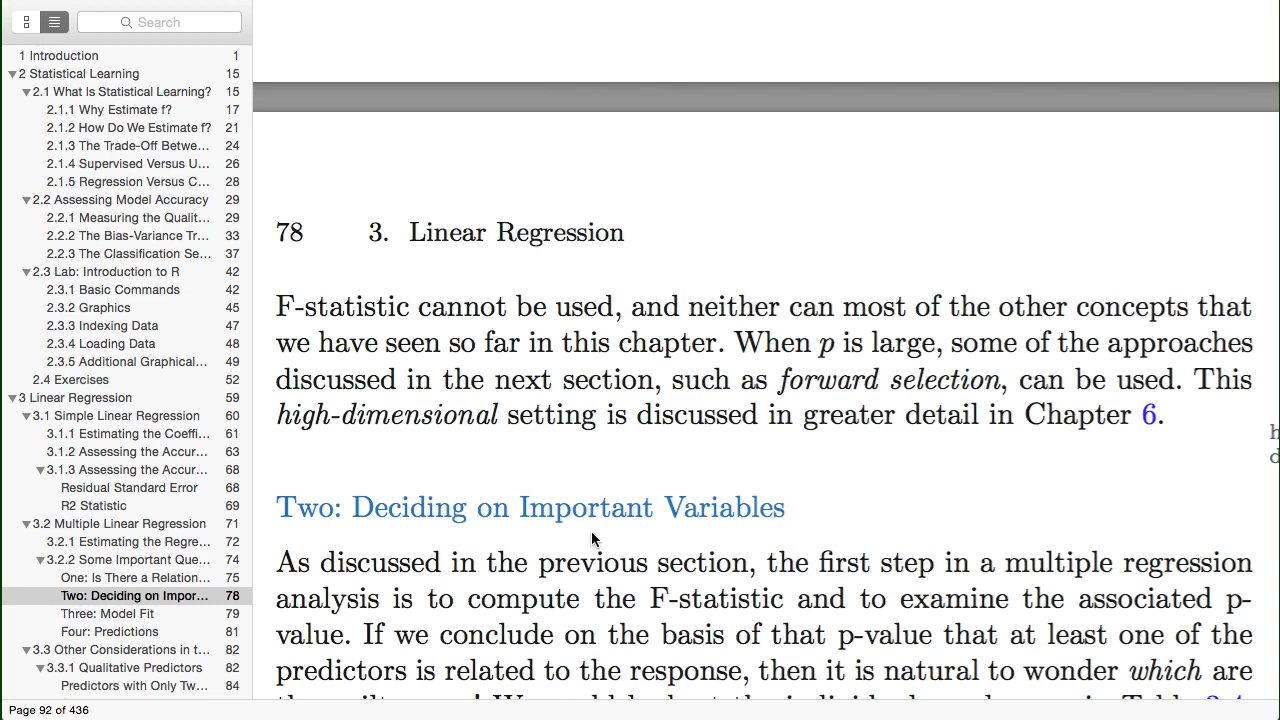 Search
1 Introduction 1
2 Statistical Learning 15
2.1 What Is Statistical Learning? 15
2.1.1 Why Estimate f? 17
2.1.2 How Do We Estimate f? 21
2.1.3 The Trade-Off Betwe... 24
2.1.4 Supervised Versus U... 26
2.1.5 Regression Versus C... 28
2.2 Assessing Model Accuracy 29
2.2.1 Measuring the Qualit... 29
2.2.2 The Bias-Variance Tr... 33
2.2.3 The Classification Se... 37
2.3 Lab: Introduction to R 42
2.3.1 Basic Commands 42
2.3.2 Graphics 45
2.3.3 Indexing Data 47
2.3.4 Loading Data 48
2.3.5 Additional Graphical... 49
2.4 Exercises 52
3 Linear Regression 59
3.1 Simple Linear Regression 60
3.1.1 Estimating the Coeffi... 61
3.1.2 Assessing the Accur... 63
3.1.3 Assessing the Accur... 68
Residual Standard Error 68
R2 Statistic 69
3.2 Multiple Linear Regression 71
3.2.1 Estimating the Regre... 72
3.2.2 Some Important Que... 74
One: Is There a Relation... 75
Two: Deciding on Impor... 78
Three: Model Fit 79
Four: Predictions 81
3.3 Other Considerations in t... 82
3.3.1 Qualitative Predictors 82
Predictors with Only Tw... 84
Page 92 of 436
78 3. Linear Regression
F-statistic cannot be used, and neither can most of the other concepts that
we have seen so far in this chapter. When p is large, some of the approaches
discussed in the next section, such as forward selection, can be used. This
high-dimensional setting is discussed in greater detail in Chapter 6.
Two: Deciding on Important Variables
As discussed in the previous section, the first step in a multiple regression
analysis is to compute the F-statistic and to examine the associated p-
value. If we conclude on the basis of that p-value that at least one of the
predictors is related to the response, then it is natural to wonder which are